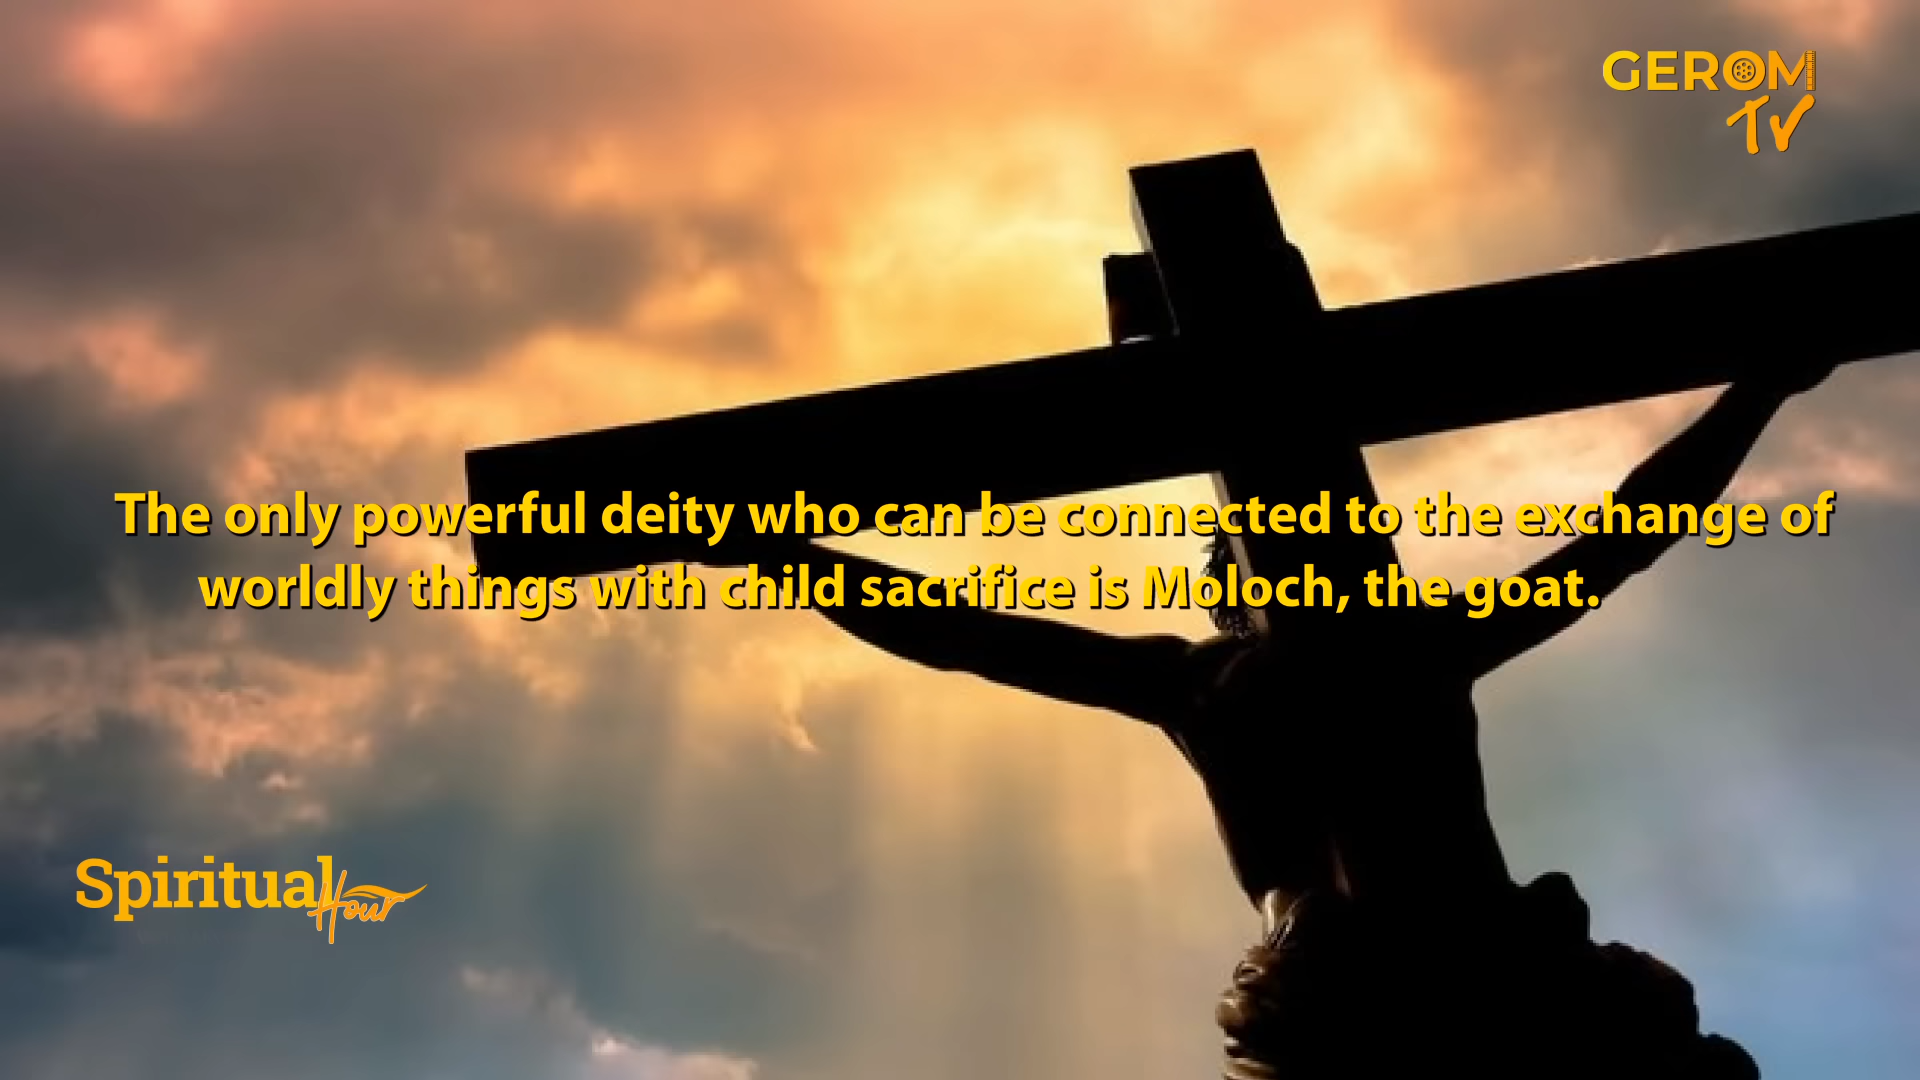 GEROM
TV
The only powerful deity who can be connected to the exchange of
worldly things with child sacrifice is Moloch, the goat.
Spiritual
Hour